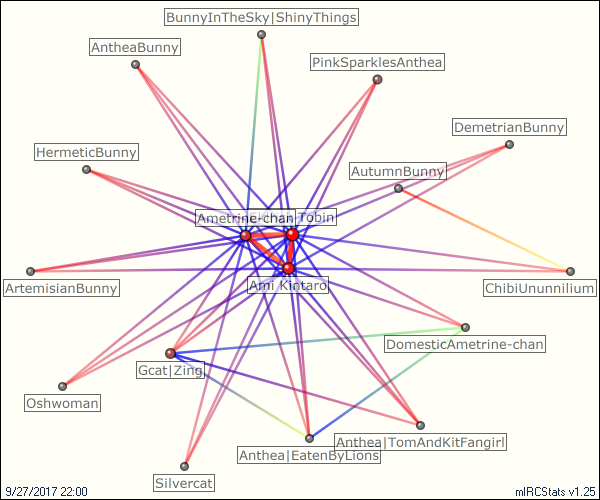 BunnyInTheSky|ShinyThings
AntheaBunny
PinkSparklesAnthea
DemetrianBunny
HermeticBunny
AutumnBunny
Ametrine-chan
Tobin
Ami Kintaro
ArtemisianBunny
ChibiUnunnilium
DomesticAmetrine-chan
Gcat|Zing
Oshwoman
Anthea|TomAndKitFangirl
Anthea|EatenByLions
Silvercat
9/27/2017 22:00
mIRCStats v1.25